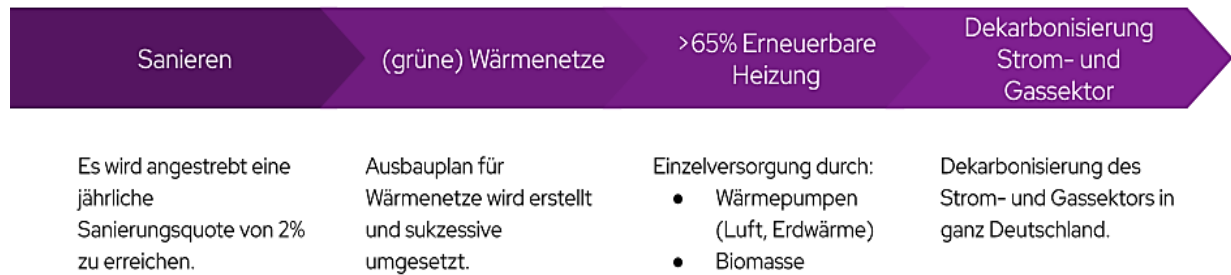 Sanieren
(grüne) Wärmenetze
>65% Erneuerbare
Heizung
Dekarbonisierung
Strom- und
Gassektor
Es wird angestrebt eine
jährliche
Sanierungsquote von 2%
zu erreichen.
Ausbauplan für
Wärmenetze wird erstellt
und sukzessive
umgesetzt.
Einzelversorgung durch:
● Wärmepumpen
(Luft, Erdwärme)
● Biomasse
Dekarbonisierung des
Strom- und Gassektors in
ganz Deutschland.